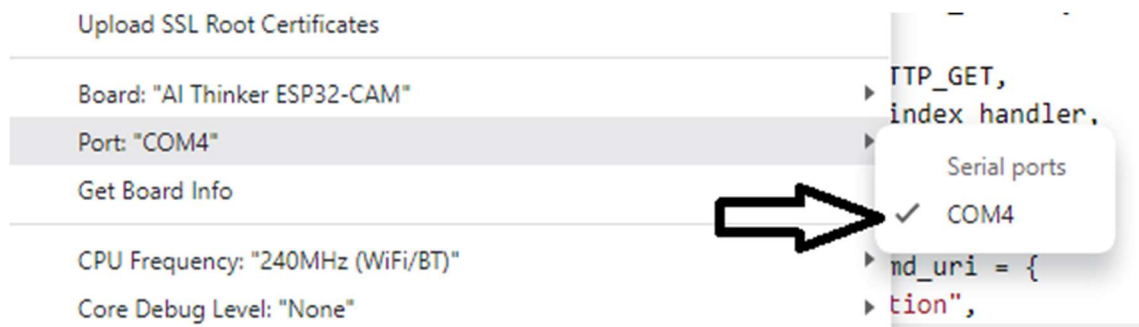 Upload SSL Root Certificates
Board: "AI Thinker ESP32-CAM"
TTP_GET,
index_handler,
Port: "COM4"
Serial ports
Get Board Info
COM4
CPU Frequency: "240MHz (WiFi/BT)"
md_uri = {
Core Debug Level: "None"
tion",